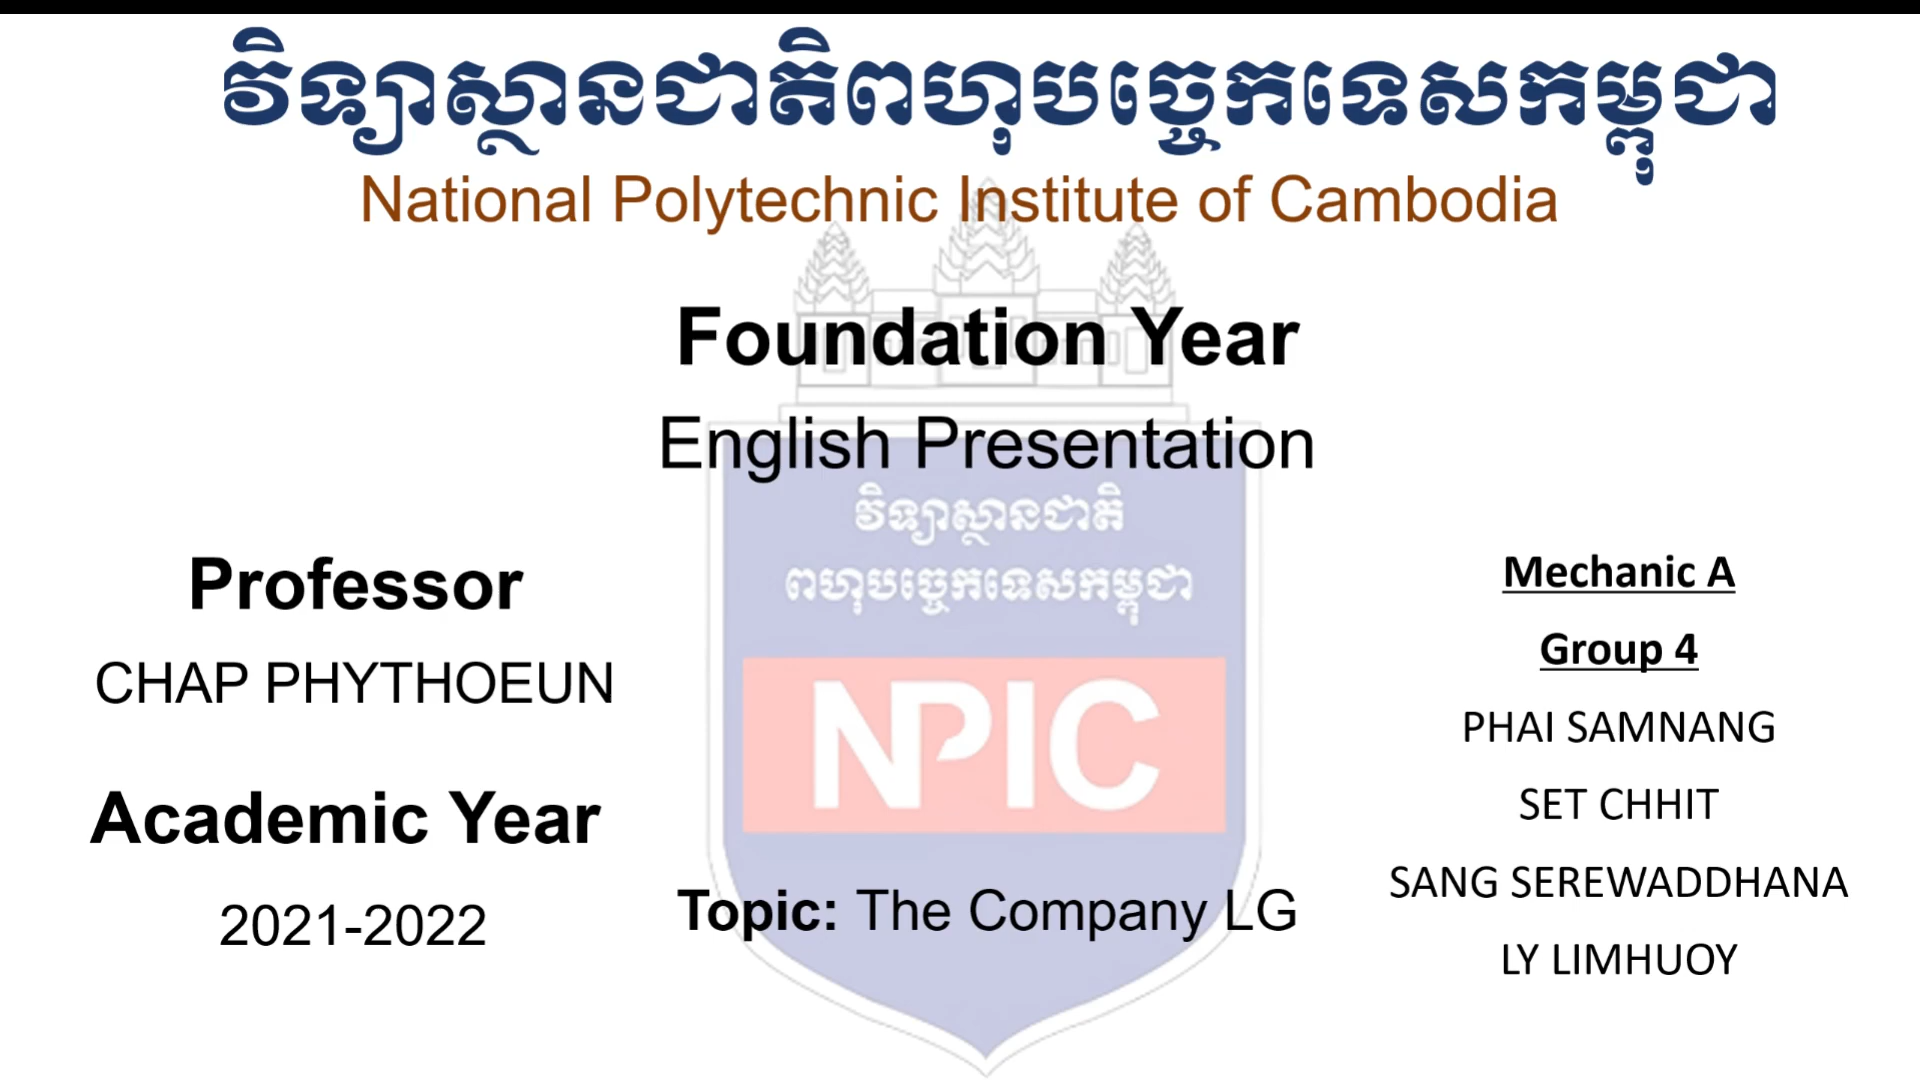 វិទ្យាស្ថានជាតិពហុបច្ចេកទេសកម្ពុជា
National Polytechnic Institute of Cambodia
Foundation Year
English Presentation
វិទ្យាស្ថានជាតិ
ពហុបច្ចេកទេសកម្ពុជា
NPIC
Professor
CHAP PHYTHOEUN
Academic Year
2021-2022
Topic: The Company LG
Mechanic A
Group 4
PHAI SAMNANG
SET CHHIT
SANG SEREWADDHANA
LY LIMHUOY